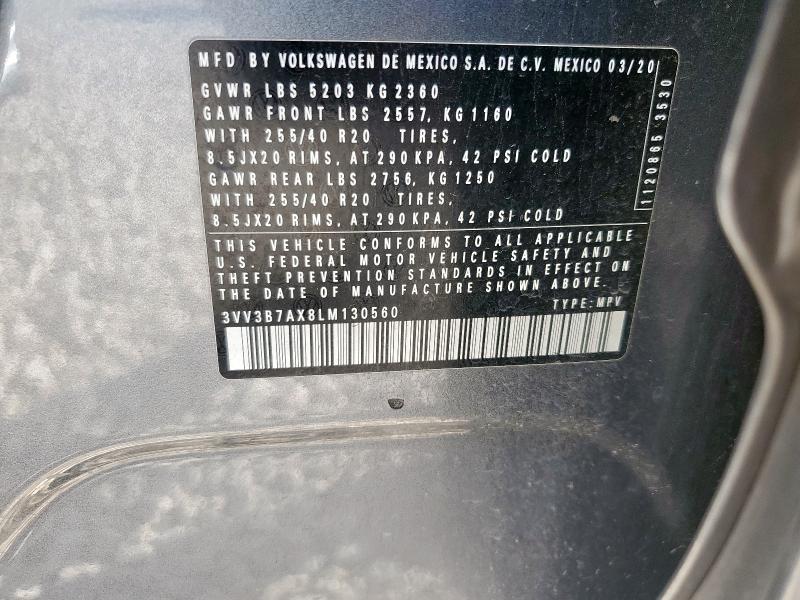 MFD BY VOLKSWAGEN DE MEXICO S.A. DE C.V. MEXICO 03/20
GVWR LBS 5203 KG 2360
GAWR FRONT LBS 2557, KG 1160
WITH 255/40 R20 TIRES,
8.5JX20 RIMS, AT 290 KPA, 42 PSI COLD
GAWR REAR LBS 2756, KG 1250
WITH 255/40 R20 TIRES,
8.5JX20 RIMS, AT 290 KPA, 42 PSI COLD
1120865 3530
THIS VEHICLE CONFORMS TO ALL APPLICABLE
U.S. FEDERAL MOTOR VEHICLE SAFETY AND
THEFT PREVENTION STANDARDS IN EFFECT ON
THE DATE OF MANUFACTURE SHOWN ABOVE.
3VV3B7AX8LM130560 TYPE: MPV